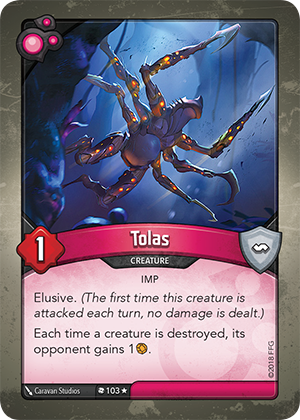 Tolas
1
CREATURE
IMP
Elusive. (The first time this creature is
attacked each turn, no damage is dealt.)
Each time a creature is destroyed, its
opponent gains 1.
Caravan Studios 103 ★
©2018 FFG